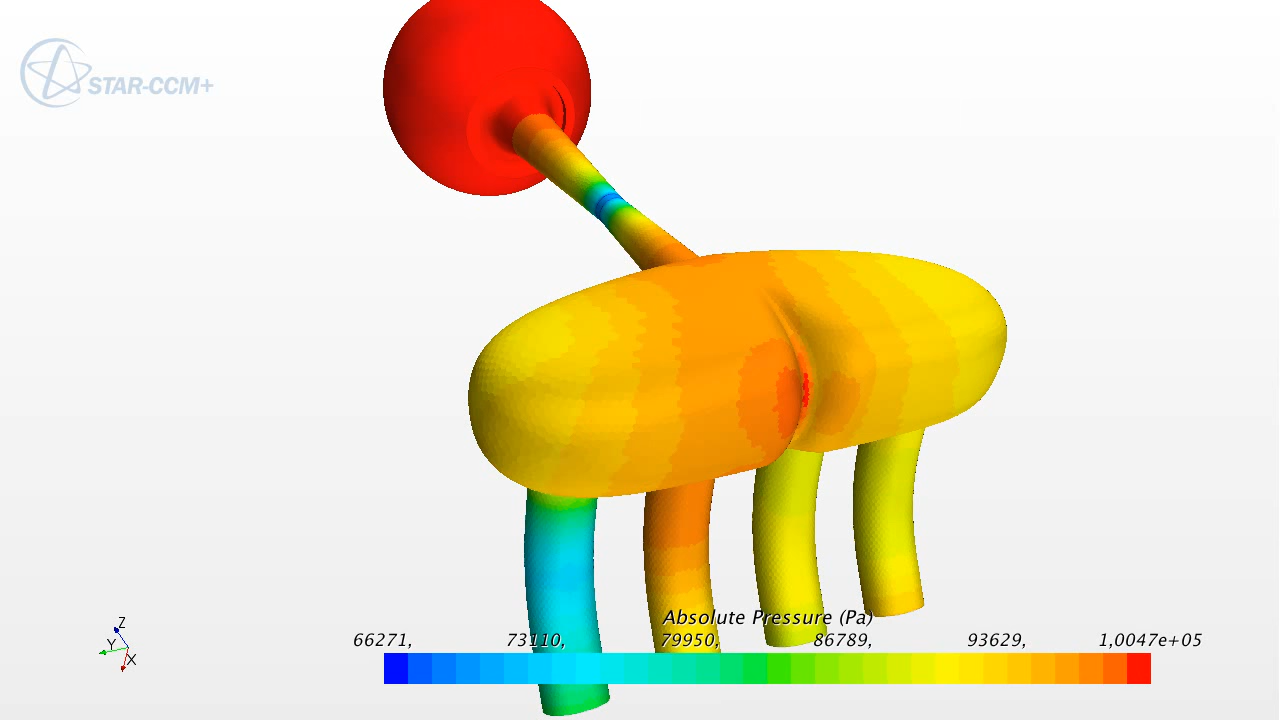 STAR-CCM+
Absolute Pressure (Pa)
66271, 73110, 79950, 86789, 93629, 1,0047e+05
Z
Y
X